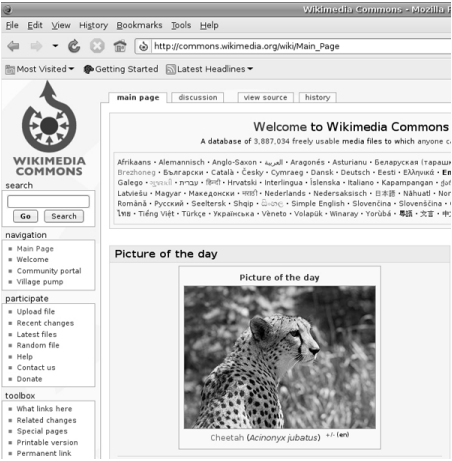 Wikimedia Commons - Mozilla F
File Edit View History Bookmarks Tools Help
http://commons.wikimedia.org/wiki/Main_Page
Most Visited Getting Started Latest Headlines
WIKIMEDIA
COMMONS
main page discussion view source history
Welcome to Wikimedia Commons
A database of 3,887,034 freely usable media files to which anyone ca
Afrikaans · Alemannisch · Anglo-Saxon · العربية · Aragonés · Asturianu · Беларуская (тарашк
Brezhoneg · Български · Català · Česky · Cymraeg · Dansk · Deutsch · Eesti · Ελληνικά · En
Galego · עברית · हिन्दी · Hrvatski · Interlingua · Íslenska · Italiano · Kapampangan
Latviešu · Magyar · Македонски · मराठी · Nederlands · Nedersaksisch · 日本語 · Nāhuatl · Nor
Română · Русский · Seeltersk · Shqip · සිංහල · Simple English · Slovenčina · Slovenščina
ไทย · Tiếng Việt · Türkçe · Українська · Vèneto · Volapük · Winaray · Yorùbá · 粵語 · 文言 · 中
search
Go Search
navigation
Main Page
Welcome
Community portal
Village pump
participate
Upload file
Recent changes
Latest files
Random file
Help
Contact us
Donate
toolbox
What links here
Related changes
Special pages
Printable version
Permanent link
Picture of the day
Picture of the day
Cheetah (Acinonyx jubatus) +/- (en)